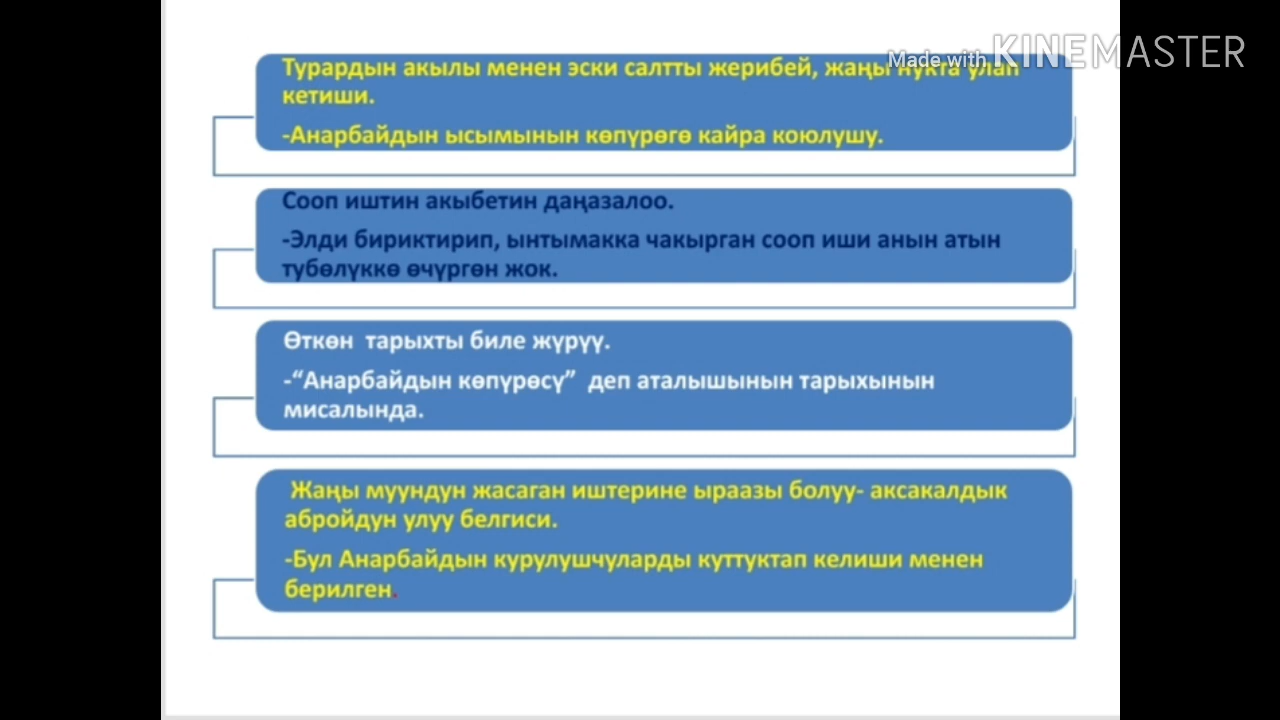 Made with KINEMASTER
Турардын акылы менен эски салтты жерибей, жаңы нукта улап
кетиши.
-Анарбайдын ысымынын көпүрөгө кайра коюлушу.
Сооп иштин акыбетин даңазалоо.
-Элди бириктирип, ынтымакка чакырган сооп иши анын атын
түбөлүккө өчүргөн жок.
Өткөн тарыхты биле жүрүү.
-“Анарбайдын көпүрөсү” деп аталышынын тарыхынын
мисалында.
Жаңы муундун жасаган иштерине ыраазы болуу- аксакалдык
абройдун улуу белгиси.
-Бул Анарбайдын курулушчуларды куттуктап келиши менен
берилген.